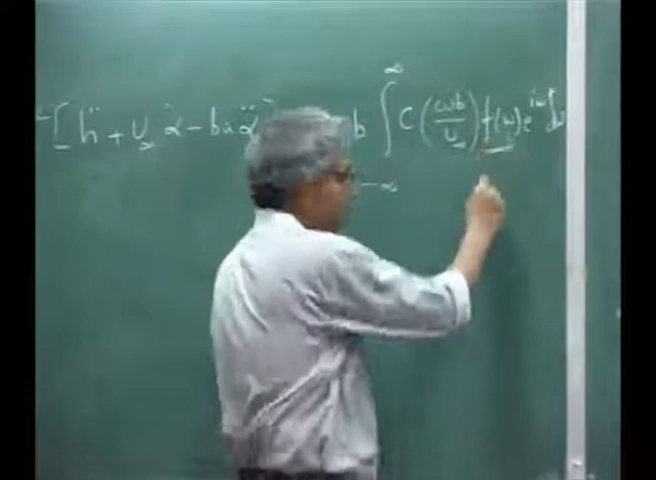 [ḧ + U α̇ − ba α̈ b ∫_{-∞}^{∞} C(ωb/U) f(ω) e^{iωt} dω